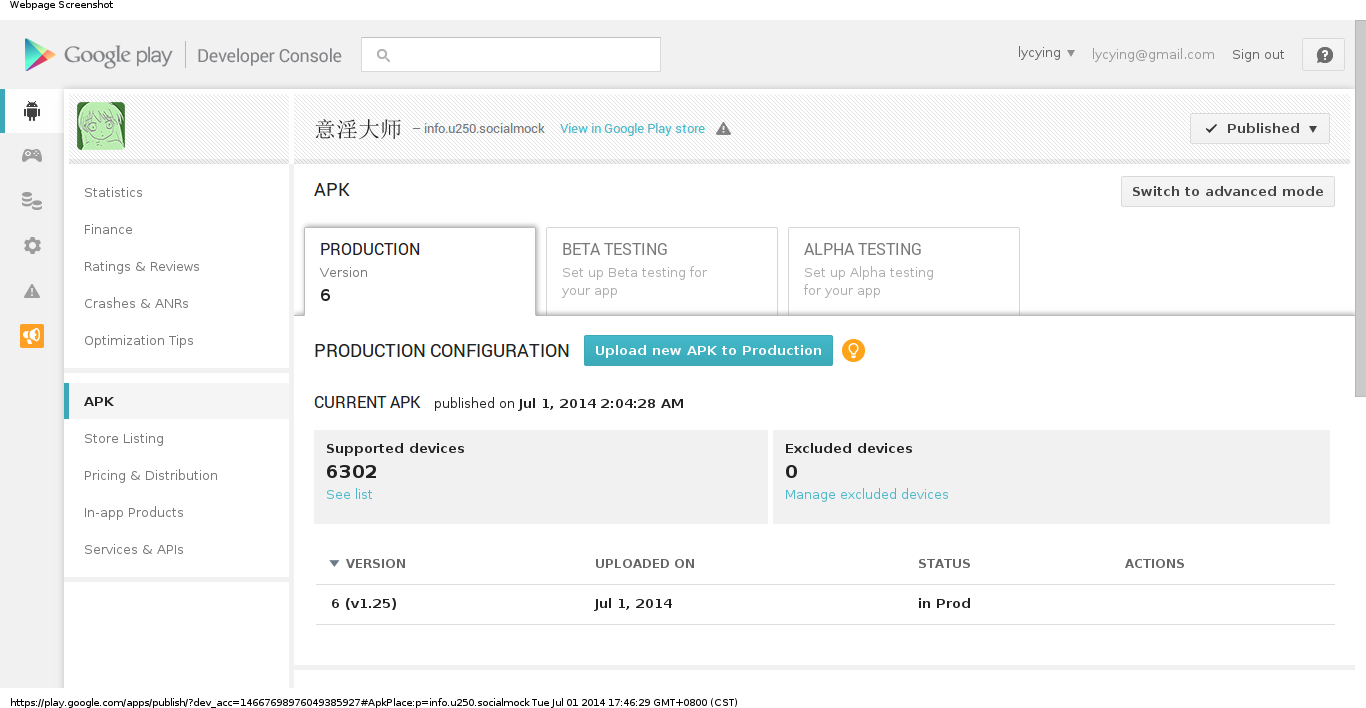 Webpage Screenshot
Google play Developer Console
lycying ▼ lycying@gmail.com Sign out
意淫大师 – info.u250.socialmock View in Google Play store
✓ Published ▼
Statistics
Finance
Ratings & Reviews
Crashes & ANRs
Optimization Tips
APK
Store Listing
Pricing & Distribution
In-app Products
Services & APIs
APK
Switch to advanced mode
PRODUCTION
Version
6
BETA TESTING
Set up Beta testing for
your app
ALPHA TESTING
Set up Alpha testing
for your app
PRODUCTION CONFIGURATION Upload new APK to Production
CURRENT APK published on Jul 1, 2014 2:04:28 AM
Supported devices
6302
See list
Excluded devices
0
Manage excluded devices
▼ VERSION UPLOADED ON STATUS ACTIONS
6 (v1.25) Jul 1, 2014 in Prod
https://play.google.com/apps/publish/?dev_acc=14667698976049385927#ApkPlace:p=info.u250.socialmock Tue Jul 01 2014 17:46:29 GMT+0800 (CST)